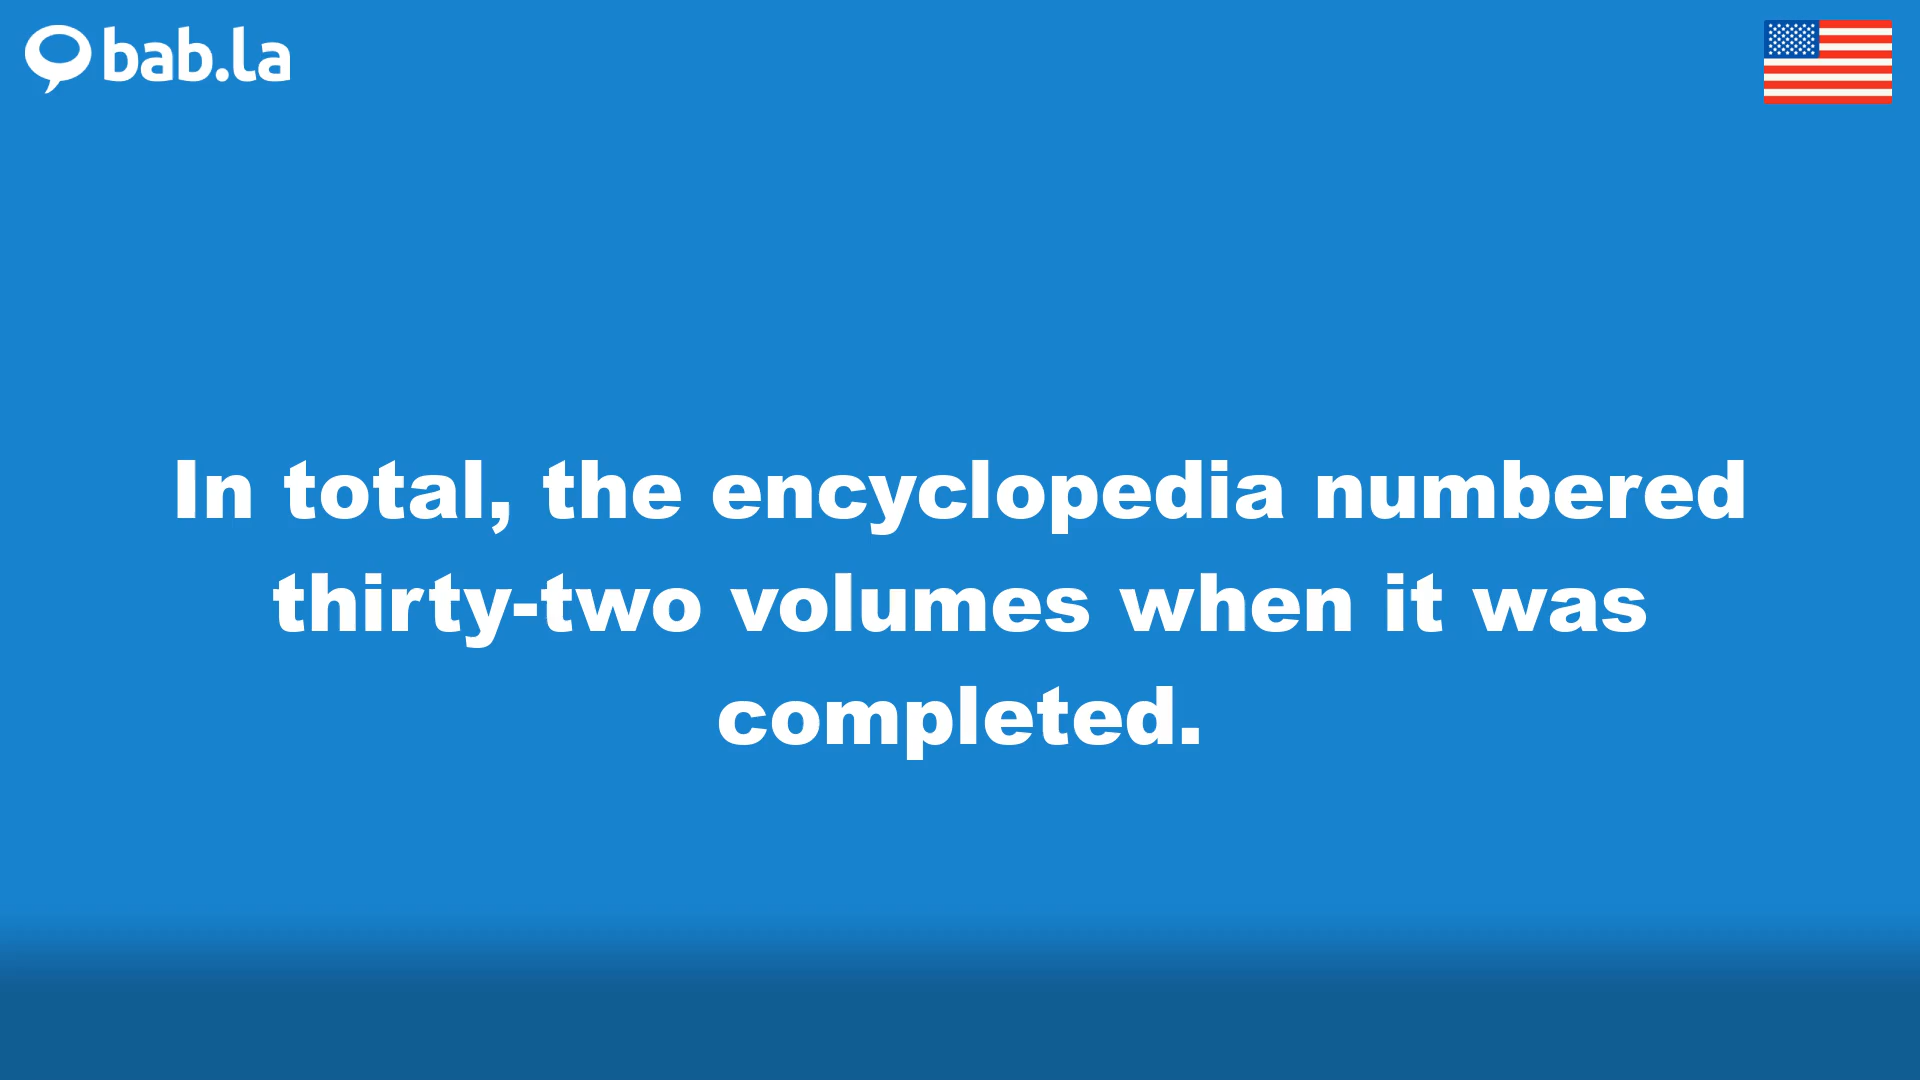 bab.la
In total, the encyclopedia numbered
thirty-two volumes when it was
completed.